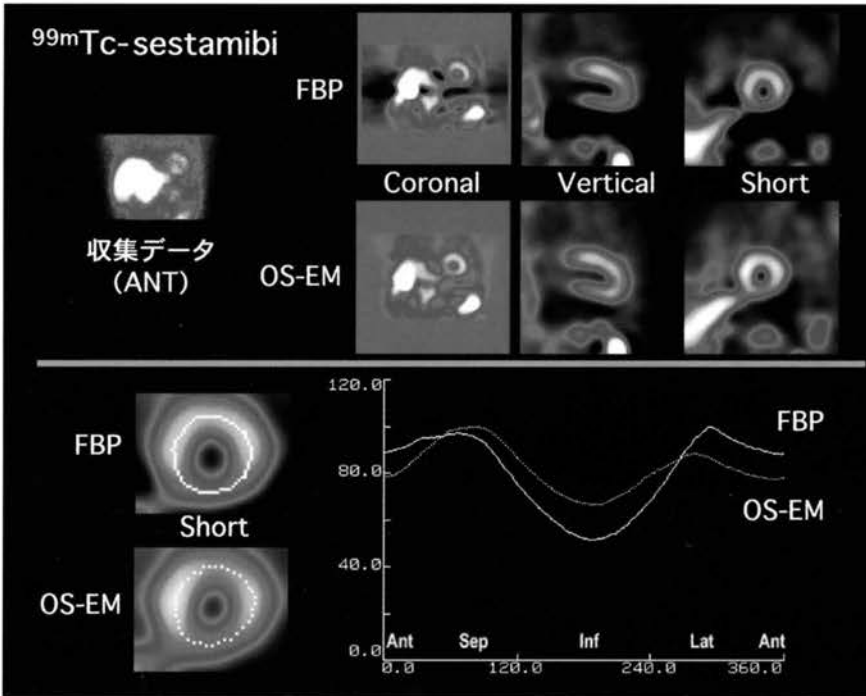 99mTc-sestamibi
FBP
Coronal Vertical Short
収集データ
(ANT)
OS-EM
FBP
Short
OS-EM
120.0
80.0
40.0
0.0
FBP
OS-EM
Ant Sep Inf Lat Ant
0.0 120.0 240.0 360.0